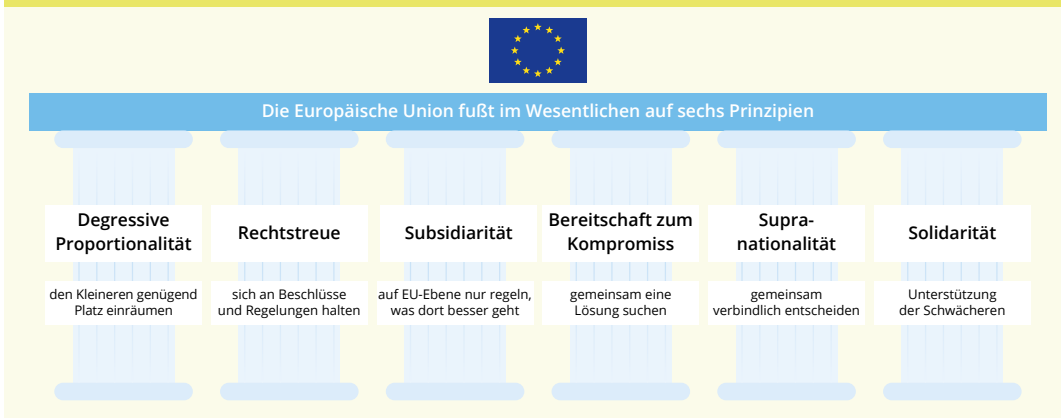 Die Europäische Union fußt im Wesentlichen auf sechs Prinzipien
Degressive
Proportionalität
den Kleineren genügend
Platz einräumen
Rechtstreue
sich an Beschlüsse
und Regelungen halten
Subsidiarität
auf EU-Ebene nur regeln,
was dort besser geht
Bereitschaft zum
Kompromiss
gemeinsam eine
Lösung suchen
Supra-
nationalität
gemeinsam
verbindlich entscheiden
Solidarität
Unterstützung
der Schwächeren